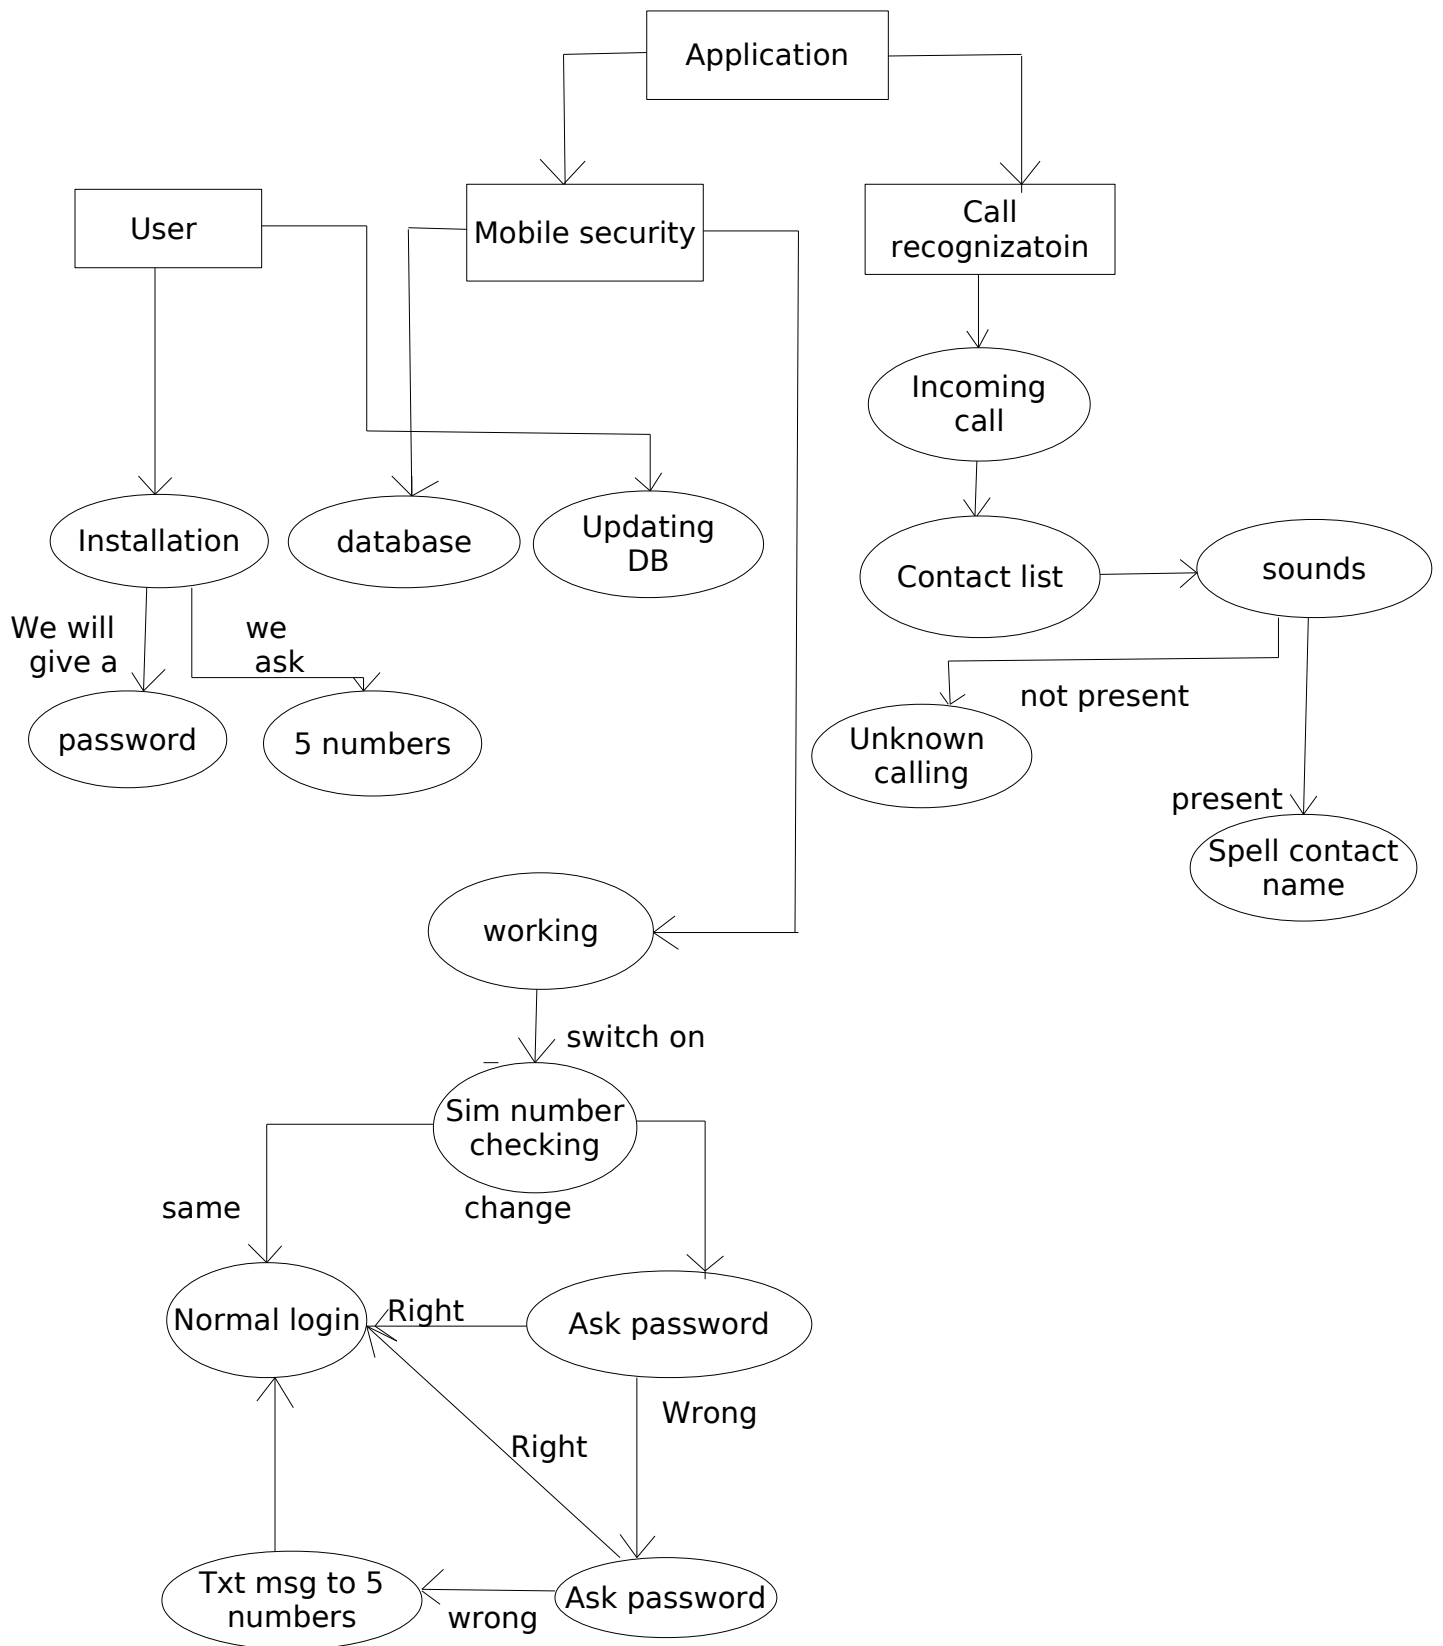 Application
User
Mobile security
Call
recognizatoin
Incoming
call
Installation
database
Updating
DB
Contact list
sounds
We will
give a
we
ask
not present
password
5 numbers
Unknown
calling
present
Spell contact
name
working
switch on
Sim number
checking
same
change
Normal login
Right
Ask password
Wrong
Right
Txt msg to 5
numbers
wrong
Ask password